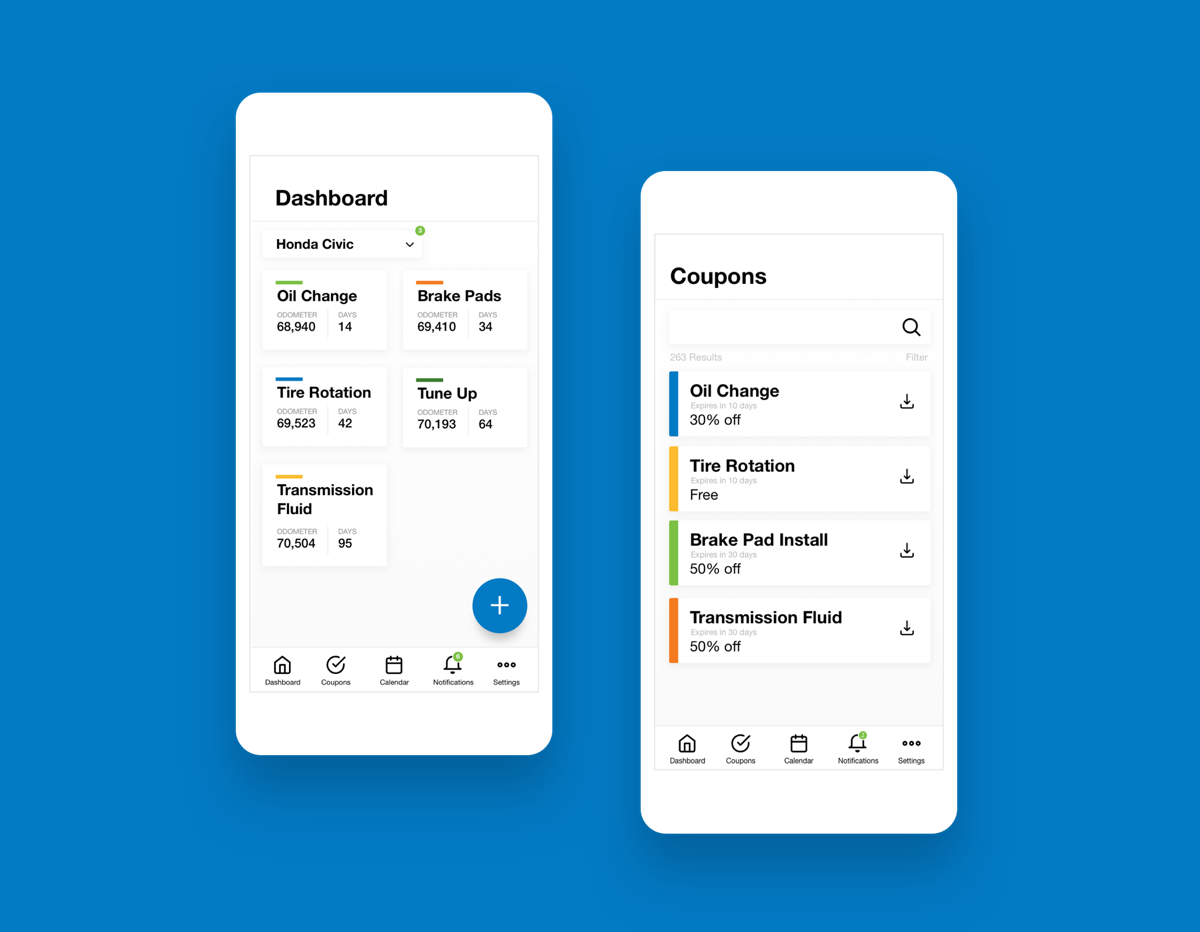 Dashboard
Honda Civic
3
Oil Change
ODOMETER DAYS
68,940 14
Brake Pads
ODOMETER DAYS
69,410 34
Tire Rotation
ODOMETER DAYS
69,523 42
Tune Up
ODOMETER DAYS
70,193 64
Transmission
Fluid
ODOMETER DAYS
70,504 95
6
Dashboard Coupons Calendar Notifications Settings
Coupons
263 Results Filter
Oil Change
Expires in 10 days
30% off
Tire Rotation
Expires in 10 days
Free
Brake Pad Install
Expires in 30 days
50% off
Transmission Fluid
Expires in 30 days
50% off
2
Dashboard Coupons Calendar Notifications Settings